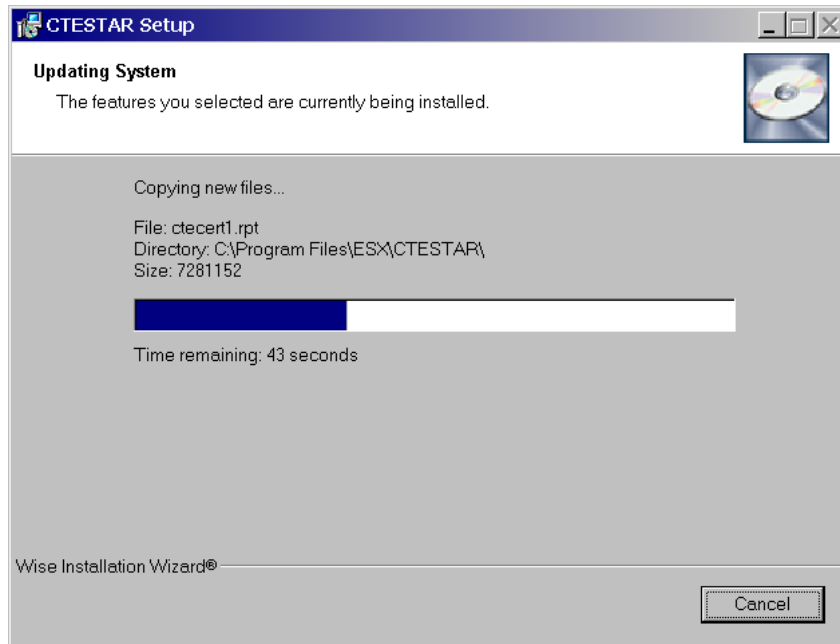 CTESTAR Setup
Updating System
The features you selected are currently being installed.
Copying new files...
File: ctecert1.rpt
Directory: C:\Program Files\ESX\CTESTAR\
Size: 7281152
Time remaining: 43 seconds
Wise Installation Wizard®
Cancel